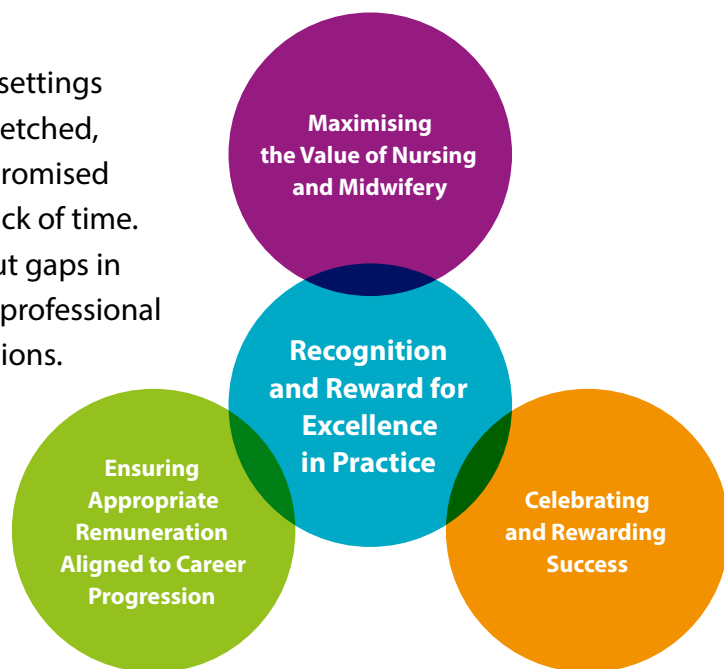 settings
etched,
romised
ck of time.
ut gaps in
professional
ions.
Maximising
the Value of Nursing
and Midwifery
Recognition
and Reward for
Excellence
in Practice
Ensuring
Appropriate
Remuneration
Aligned to Career
Progression
Celebrating
and Rewarding
Success